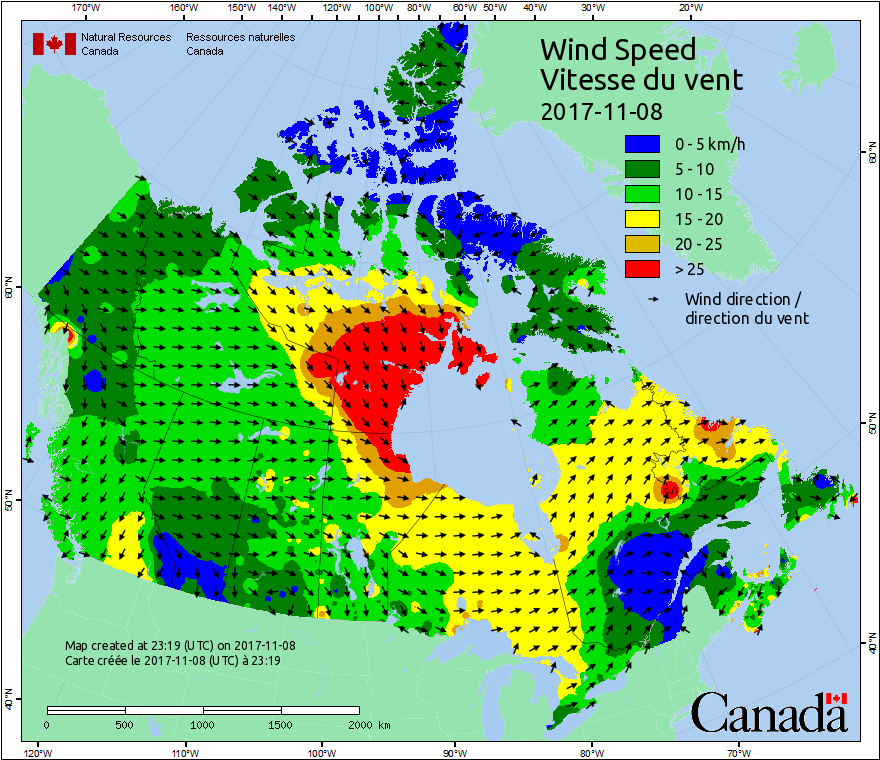 170°W 160°W 150°W 140°W 130°W 120°W 110°W 100°W 90°W 80°W 60°W 50°W 40°W 30°W 20°W
Natural Resources Ressources naturelles
Canada Canada
Wind Speed
Vitesse du vent
2017-11-08
0 - 5 km/h
5 - 10
10 - 15
15 - 20
20 - 25
> 25
Wind direction /
direction du vent
60°N
60°N
50°N
50°N
40°N
40°N
Map created at 23:19 (UTC) on 2017-11-08
Carte créée le 2017-11-08 (UTC) à 23:19
0 500 1000 1500 2000 km
Canada
120°W 110°W 100°W 90°W 80°W 70°W